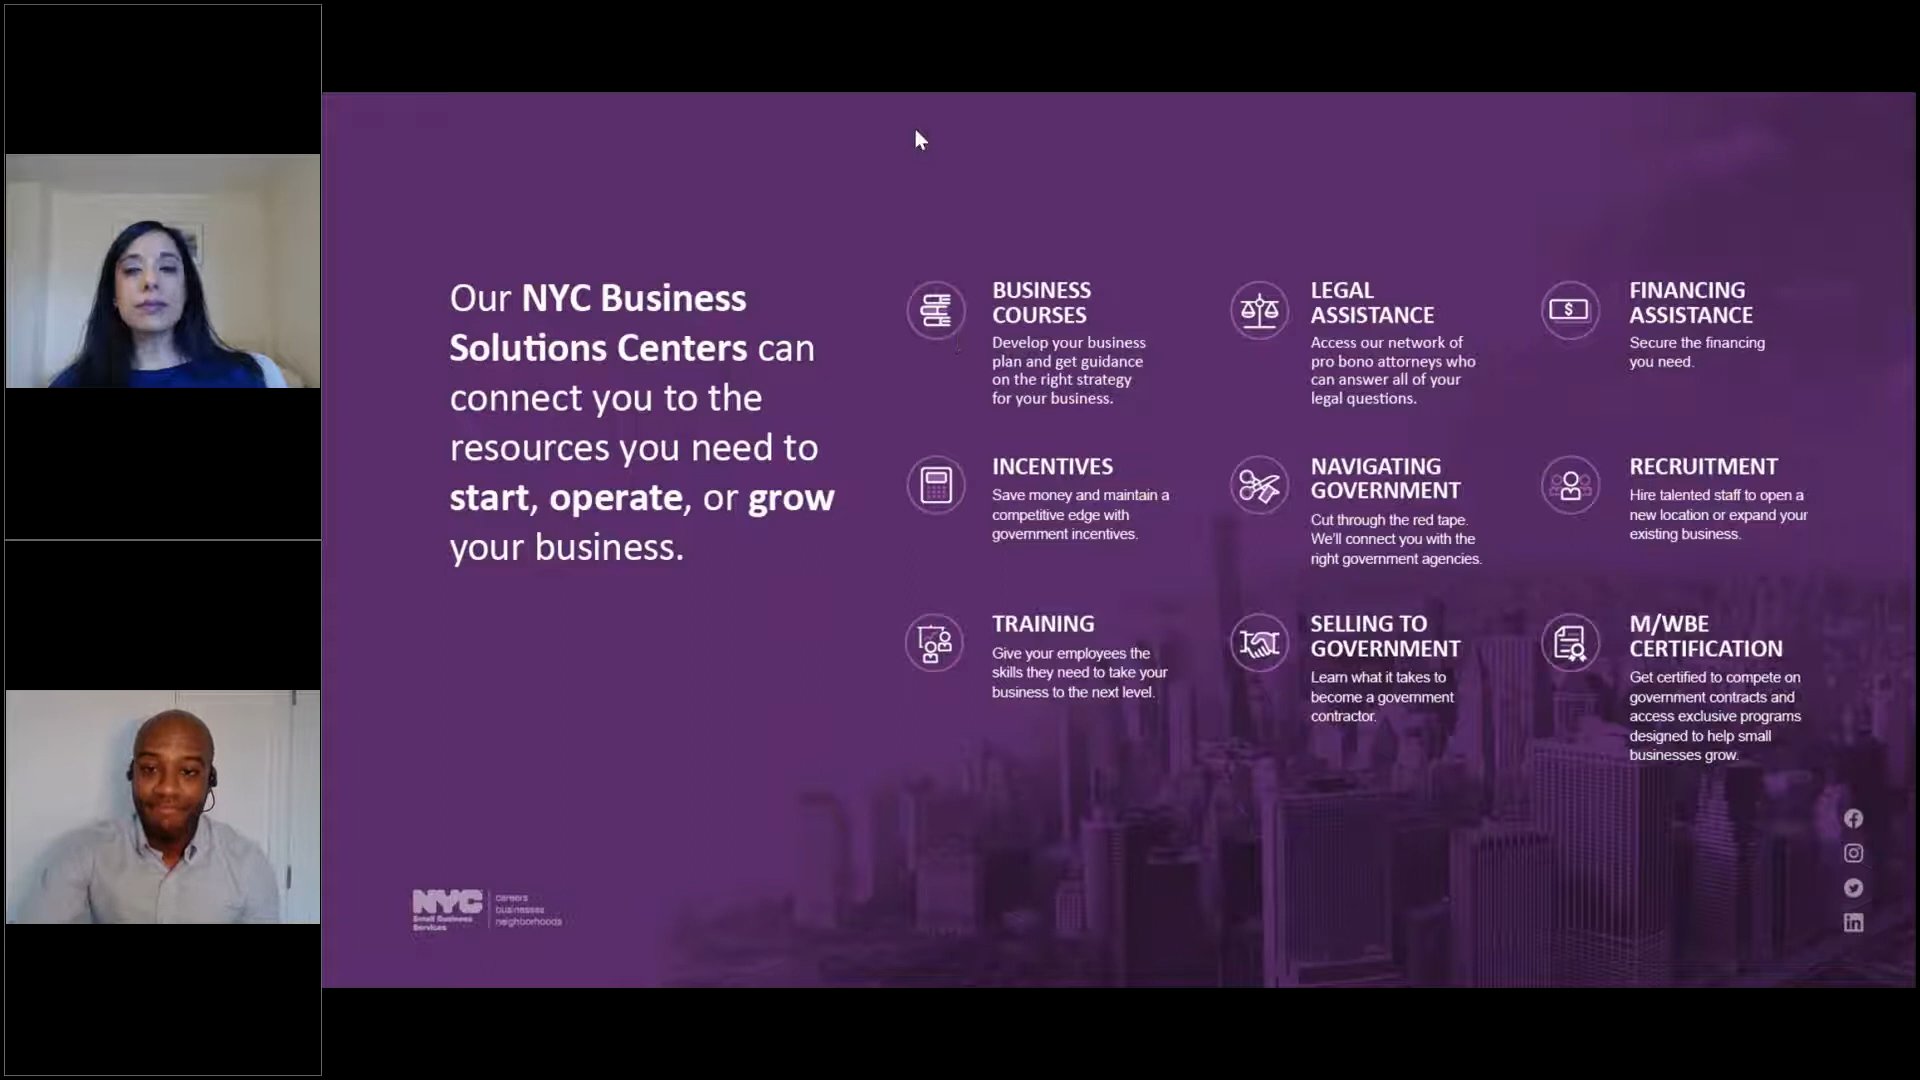 Our NYC Business
Solutions Centers can
connect you to the
resources you need to
start, operate, or grow
your business.
BUSINESS
COURSES
Develop your business
plan and get guidance
on the right strategy
for your business.
LEGAL
ASSISTANCE
Access our network of
pro bono attorneys who
can answer all of your
legal questions.
FINANCING
ASSISTANCE
Secure the financing
you need.
INCENTIVES
Save money and maintain a
competitive edge with
government incentives.
NAVIGATING
GOVERNMENT
Cut through the red tape.
We'll connect you with the
right government agencies.
RECRUITMENT
Hire talented staff to open a
new location or expand your
existing business.
TRAINING
Give your employees the
skills they need to take your
business to the next level.
SELLING TO
GOVERNMENT
Learn what it takes to
become a government
contractor.
M/WBE
CERTIFICATION
Get certified to compete on
government contracts and
access exclusive programs
designed to help small
businesses grow.
NYC
Small Business
Services
careers
businesses
neighborhoods